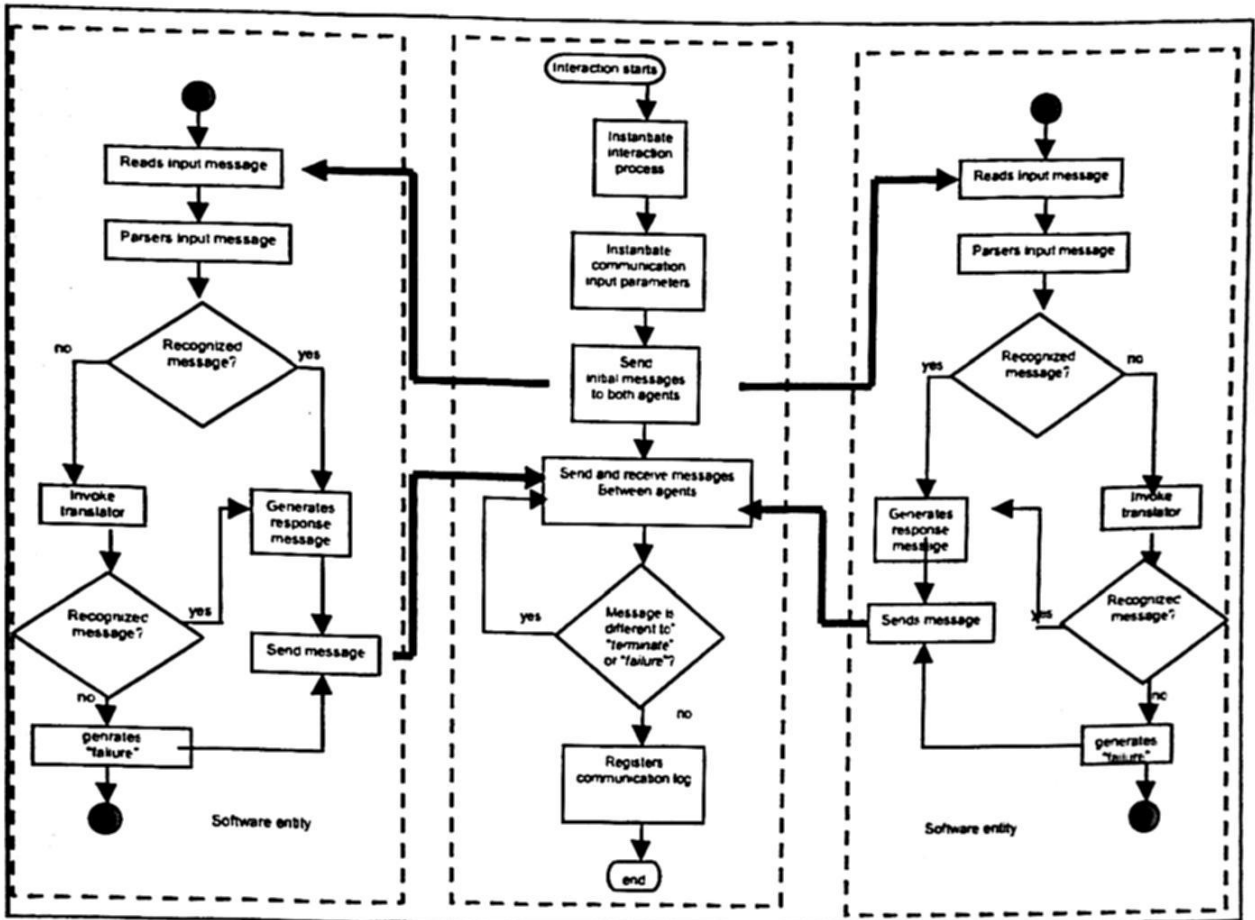 Reads input message
Parsers input message
Recognized
message?
no
yes
Invoke
translator
Generates
response
message
Recognized
message?
yes
no
Send message
genrates
"failure"
Software entity
Interaction starts
Instantiate
interaction
process
Instantiate
communication
input parameters
Send
initial messages
to both agents
Send and receive messages
Between agents
yes
Message is
different to"
"terminate"
or "failure"?
no
Registers
communication log
end
Reads input message
Parsers input message
Recognized
message?
yes
no
Generates
response
message
Invoke
translator
Sends message
yes
Recognized
message?
no
generates
"failure"
Software entity